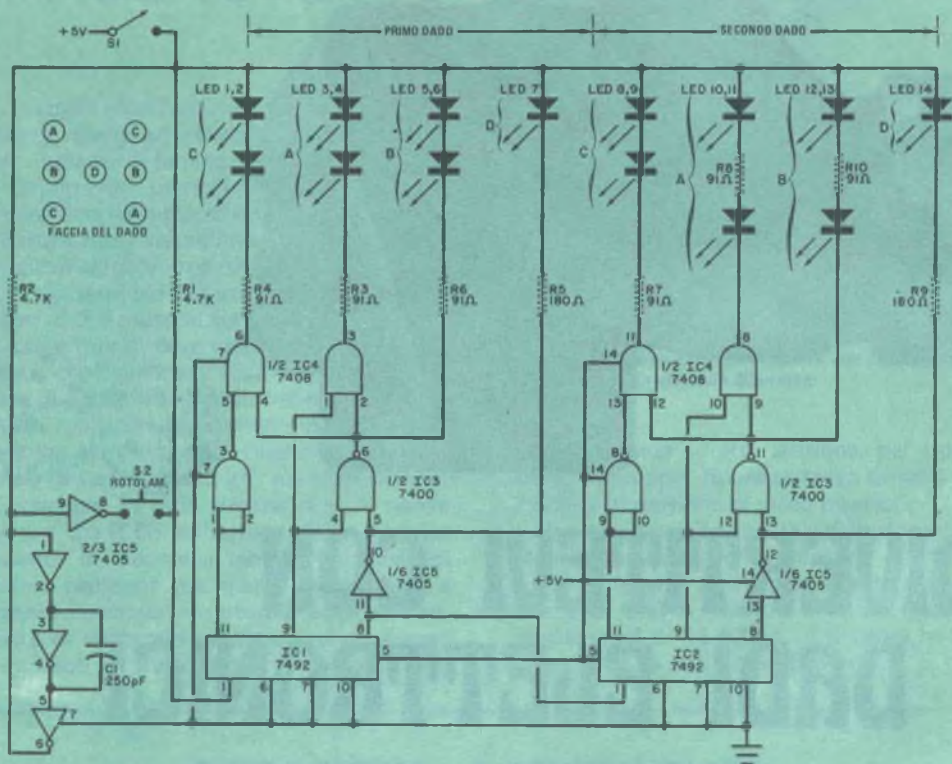 PRIMO DADO
SECONDO DADO
+5V
S1
LED 1,2
LED 3,4
LED 5,6
LED 7
LED 8,9
LED 10,11
LED 12,13
LED 14
C
A
B
D
C
A
B
D
A C
B D B
C A
FACCIA DEL DADO
R8
91Ω
R10
91Ω
R2
4.7K
R1
4.7K
R4
91Ω
R3
91Ω
R6
91Ω
R5
180Ω
R7
91Ω
R9
180Ω
6
3
11
8
7
1/2 IC4
7408
14
1/2 IC4
7408
5 4
1 2
13 12
10 9
3
6
8
11
7
1/2 IC3
7400
14
1/2 IC3
7400
1 2
4 5
9 10
12 13
S2
ROTOLAM.
9 8
2/3 IC5
7405
1
2
3
4
C1
250pF
5
7
6
10
1/6 IC5
7405
11
12
+5V
14
1/6 IC5
7405
13
11 9 8
IC1
7492
5
1 6 7 10
11 9 8
5
IC2
7492
1 6 7 10